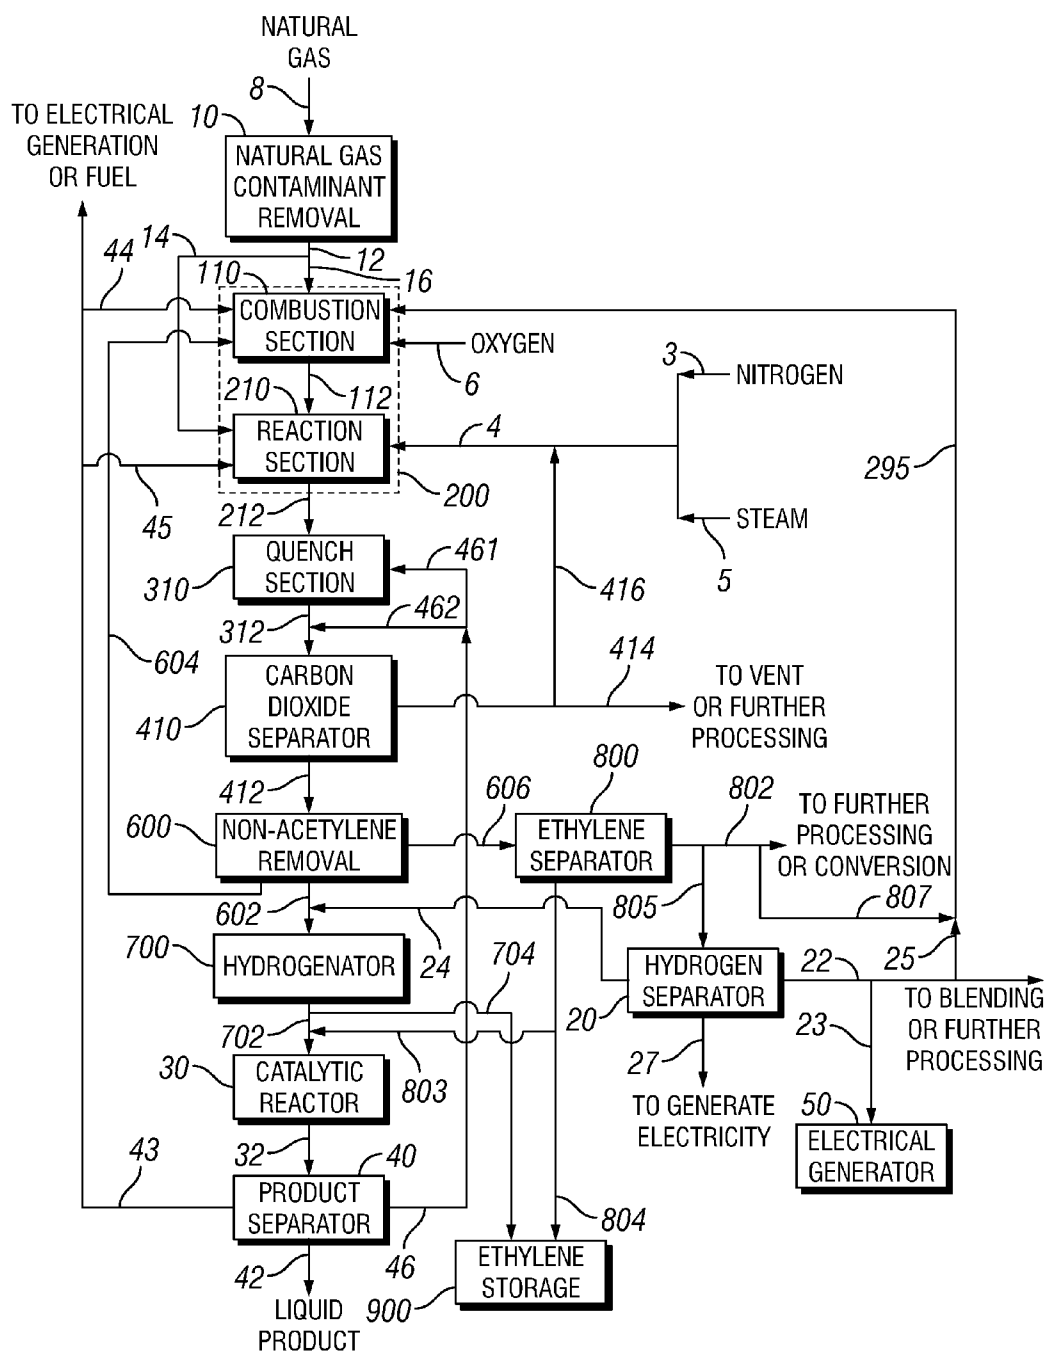 NATURAL
GAS
8
TO ELECTRICAL
GENERATION
OR FUEL
10
NATURAL GAS
CONTAMINANT
REMOVAL
14
12
44
110
16
COMBUSTION
SECTION
OXYGEN
6
3
NITROGEN
210
112
REACTION
SECTION
4
295
45
212
200
STEAM
5
QUENCH
SECTION
310
461
416
312
462
604
CARBON
DIOXIDE
SEPARATOR
410
414
TO VENT
OR FURTHER
PROCESSING
412
800
600
NON-ACETYLENE
REMOVAL
606
ETHYLENE
SEPARATOR
802
TO FURTHER
PROCESSING
OR CONVERSION
602
805
807
700
HYDROGENATOR
24
704
HYDROGEN
SEPARATOR
20
22
25
TO BLENDING
OR FURTHER
PROCESSING
702
23
30
CATALYTIC
REACTOR
803
27
TO GENERATE
ELECTRICITY
50
ELECTRICAL
GENERATOR
32
43
40
PRODUCT
SEPARATOR
46
804
42
ETHYLENE
STORAGE
900
LIQUID
PRODUCT